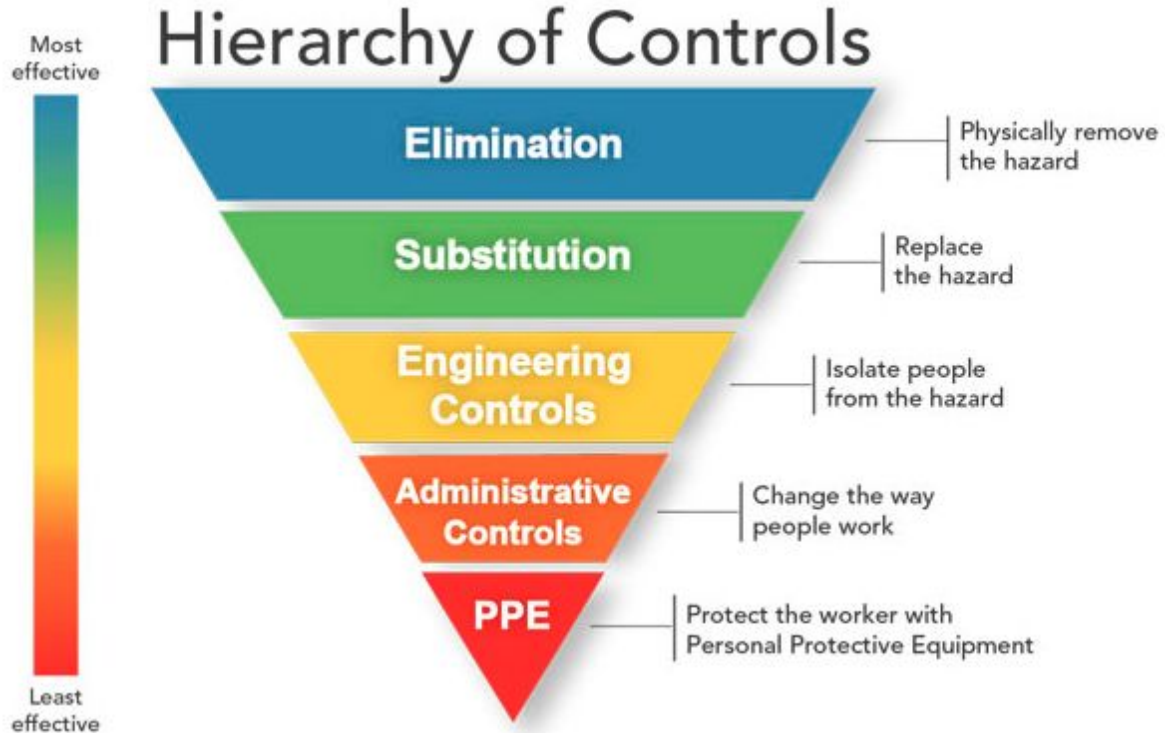 Hierarchy of Controls
Most
effective
Elimination
Physically remove
the hazard
Substitution
Replace
the hazard
Engineering
Controls
Isolate people
from the hazard
Administrative
Controls
Change the way
people work
PPE
Protect the worker with
Personal Protective Equipment
Least
effective